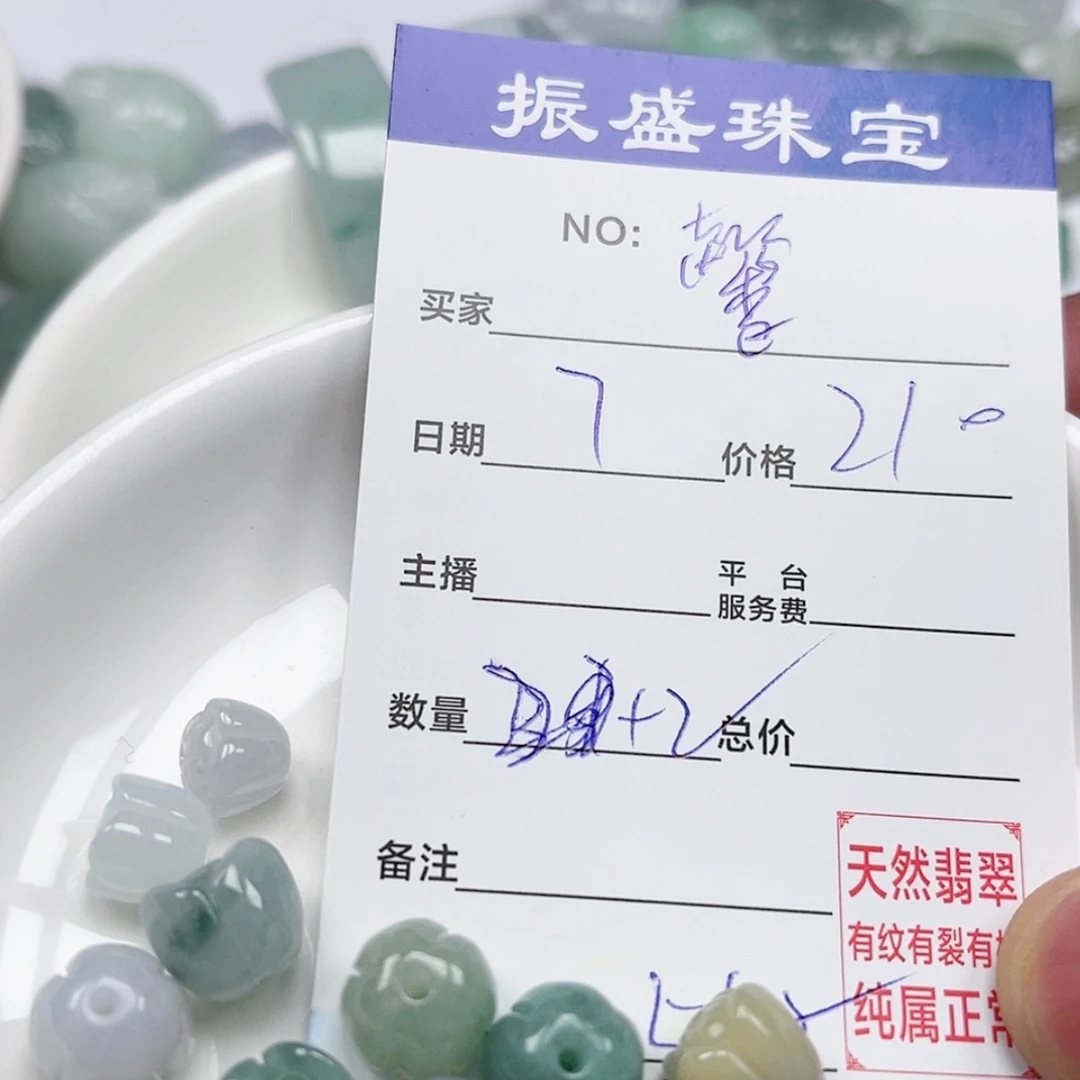 振盛珠宝
NO: 馨
买家
日期 7 价格 210
主播 平台服务费
数量 +2 总价
备注
天然翡翠
有纹有裂有
纯属正常